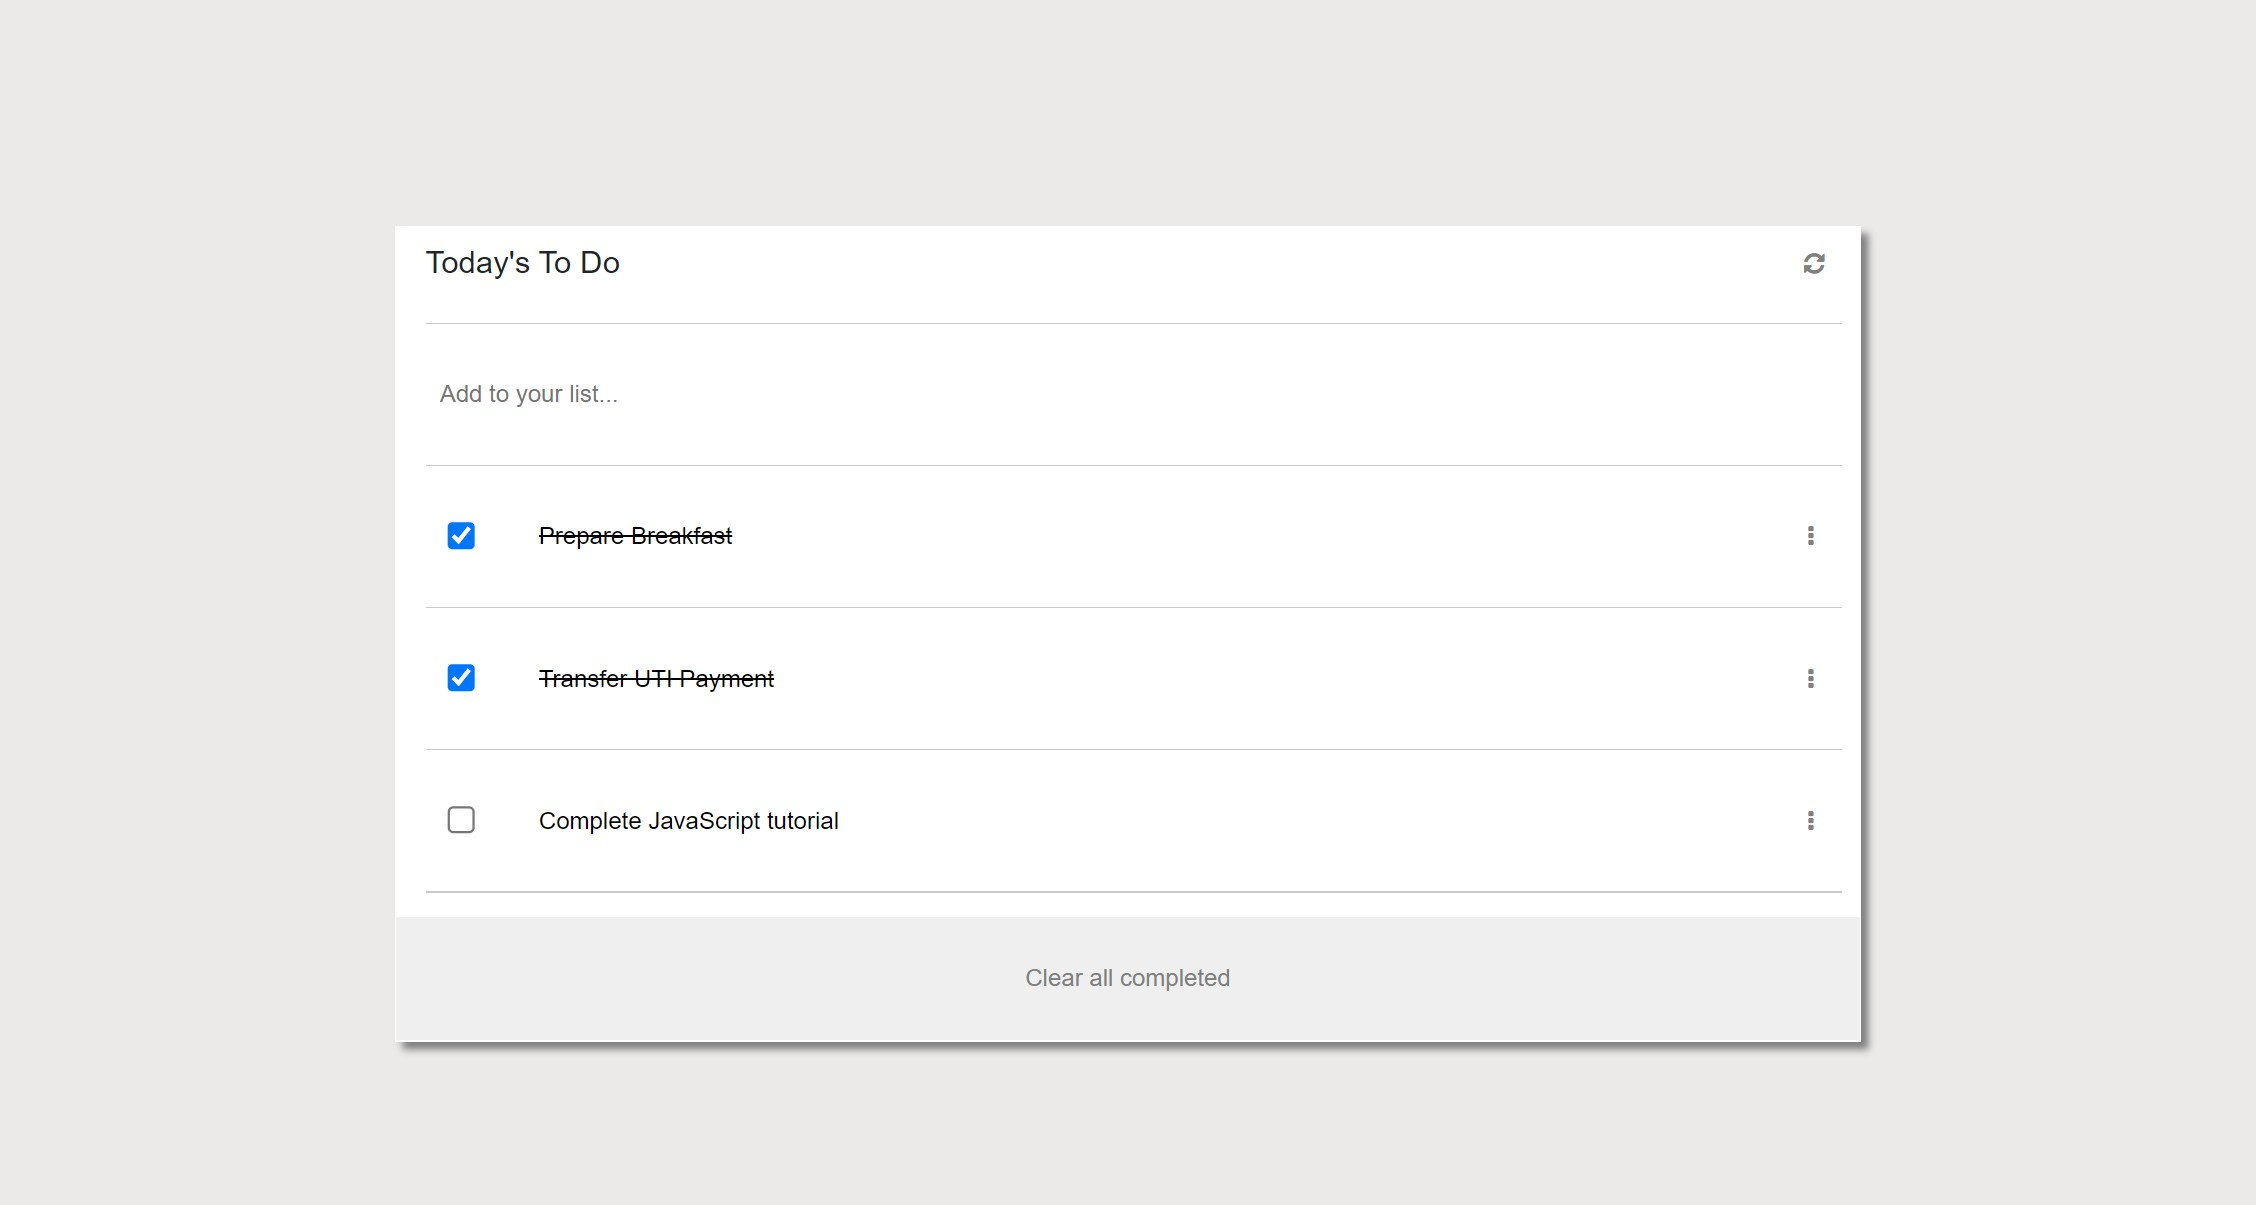 Today's To Do
Add to your list...
Prepare Breakfast
Transfer UTI Payment
Complete JavaScript tutorial
Clear all completed